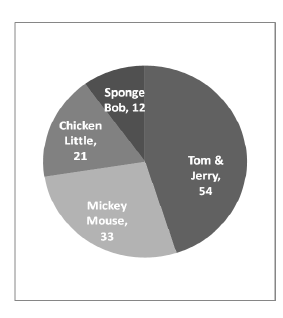 Sponge
Bob, 12
Chicken
Little,
21
Tom &
Jerry,
54
Mickey
Mouse,
33